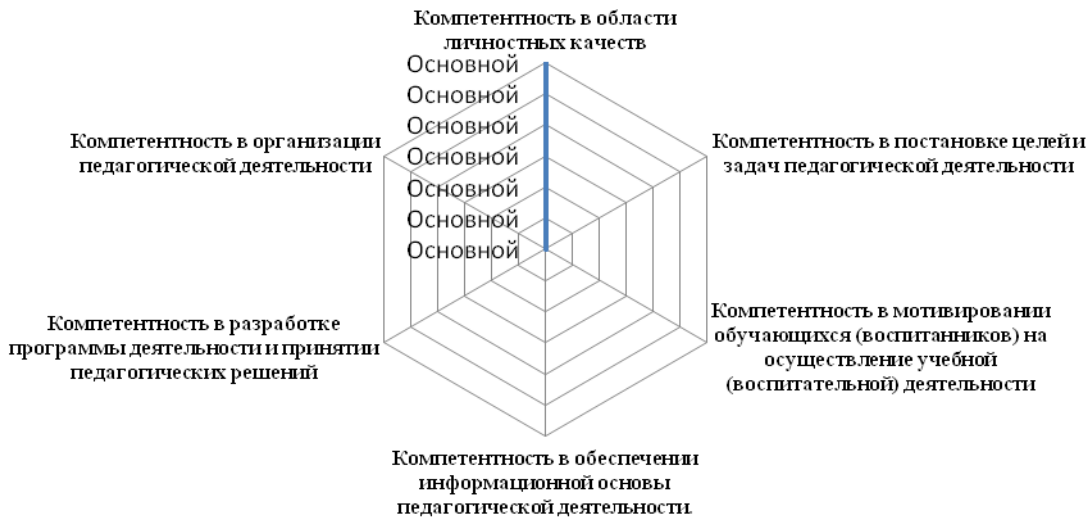 Компетентность в области
личностных качеств
Основной
Основной
Основной
Основной
Основной
Основной
Основной
Компетентность в постановке целей и
задач педагогической деятельности
Компетентность в мотивировании
обучающихся (воспитанников) на
осуществление учебной
(воспитательной) деятельности
Компетентность в обеспечении
информационной основы
педагогической деятельности.
Компетентность в разработке
программы деятельности и принятии
педагогических решений
Компетентность в организации
педагогической деятельности